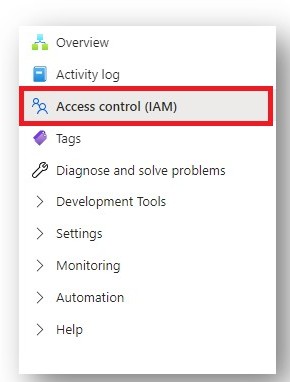 Overview
Activity log
Access control (IAM)
Tags
Diagnose and solve problems
Development Tools
Settings
Monitoring
Automation
Help